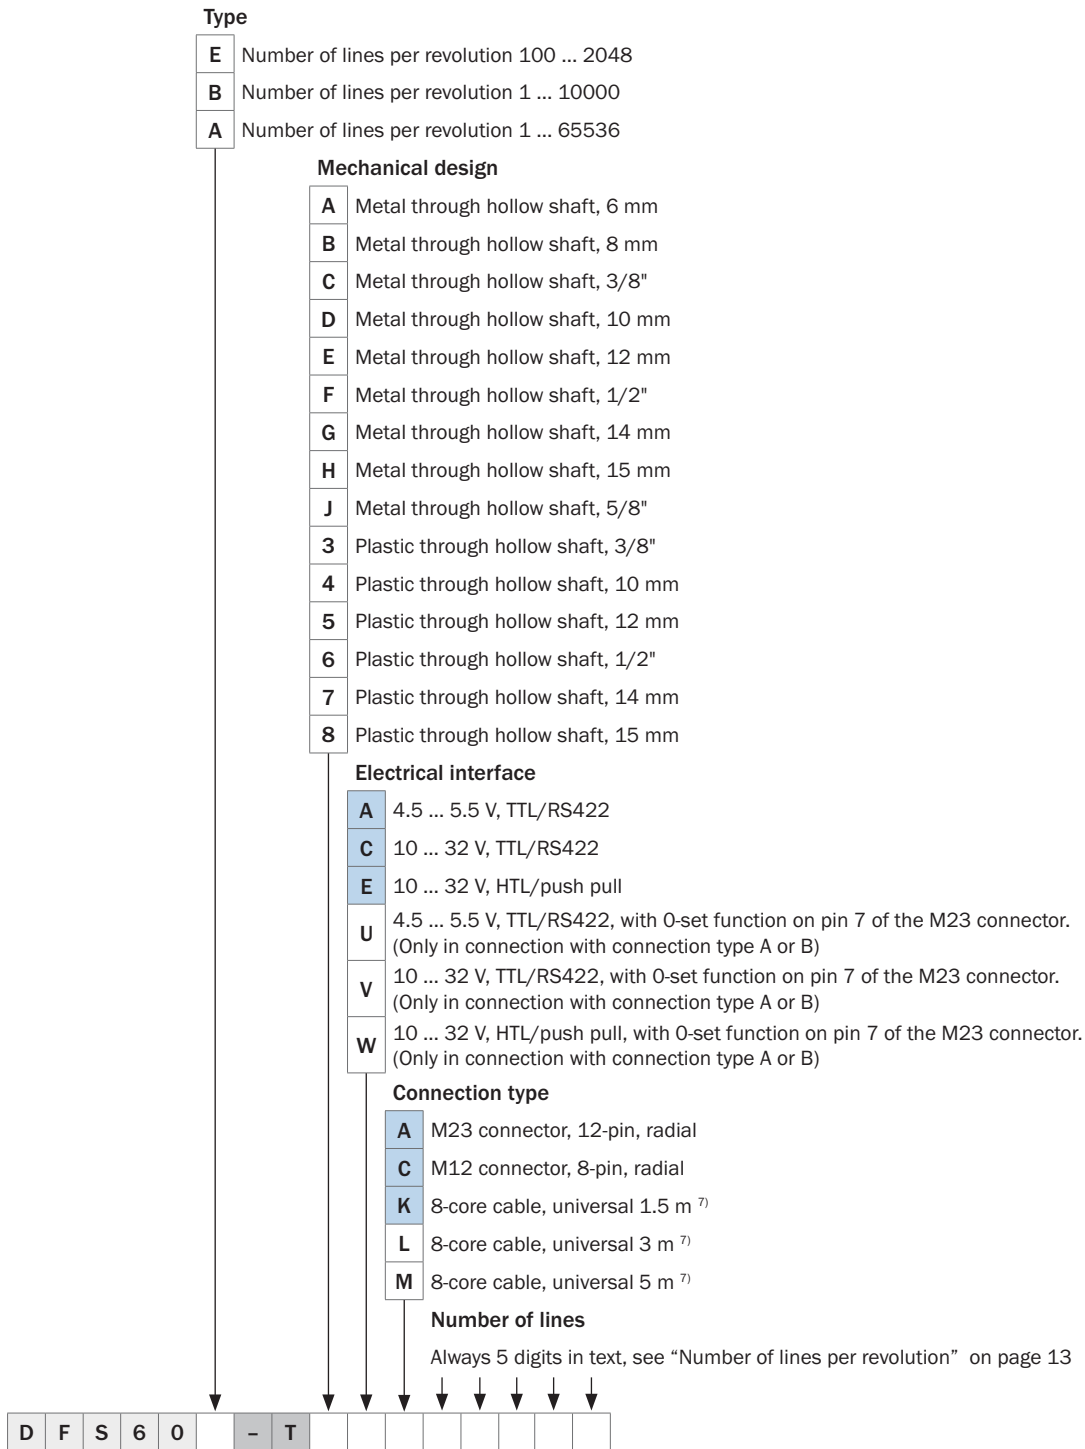 Type
E Number of lines per revolution 100 ... 2048
B Number of lines per revolution 1 ... 10000
A Number of lines per revolution 1 ... 65536
Mechanical design
A Metal through hollow shaft, 6 mm
B Metal through hollow shaft, 8 mm
C Metal through hollow shaft, 3/8"
D Metal through hollow shaft, 10 mm
E Metal through hollow shaft, 12 mm
F Metal through hollow shaft, 1/2"
G Metal through hollow shaft, 14 mm
H Metal through hollow shaft, 15 mm
J Metal through hollow shaft, 5/8"
3 Plastic through hollow shaft, 3/8"
4 Plastic through hollow shaft, 10 mm
5 Plastic through hollow shaft, 12 mm
6 Plastic through hollow shaft, 1/2"
7 Plastic through hollow shaft, 14 mm
8 Plastic through hollow shaft, 15 mm
Electrical interface
A 4.5 ... 5.5 V, TTL/RS422
C 10 ... 32 V, TTL/RS422
E 10 ... 32 V, HTL/push pull
U 4.5 ... 5.5 V, TTL/RS422, with 0-set function on pin 7 of the M23 connector.
(Only in connection with connection type A or B)
V 10 ... 32 V, TTL/RS422, with 0-set function on pin 7 of the M23 connector.
(Only in connection with connection type A or B)
W 10 ... 32 V, HTL/push pull, with 0-set function on pin 7 of the M23 connector.
(Only in connection with connection type A or B)
Connection type
A M23 connector, 12-pin, radial
C M12 connector, 8-pin, radial
K 8-core cable, universal 1.5 m 7)
L 8-core cable, universal 3 m 7)
M 8-core cable, universal 5 m 7)
Number of lines
Always 5 digits in text, see “Number of lines per revolution” on page 13
D F S 6 0 – T